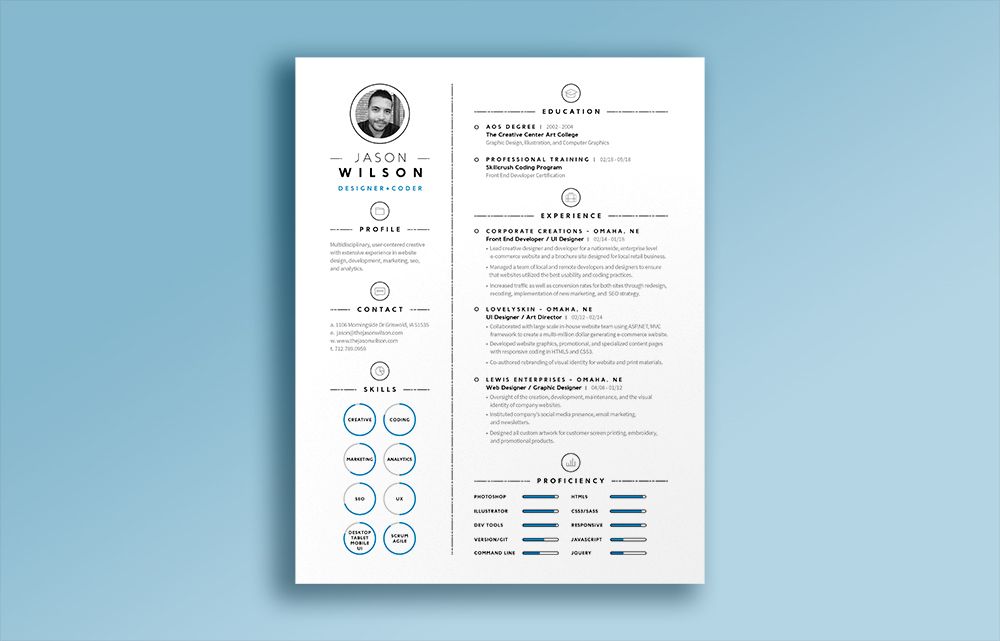 JASON
WILSON
DESIGNER+CODER
PROFILE
Multidisciplinary, user-centered creative
with extensive experience in website
design, development, marketing, seo,
and analytics.
CONTACT
a. 1106 Morningside Dr. Griswold, IA 51535
e. jason@thejasonwilson.com
w. www.thejasonwilson.com
t. 712.789.0959
SKILLS
CREATIVE
CODING
MARKETING
ANALYTICS
SEO
UX
DESKTOP
TABLET
MOBILE
UI
SCRUM
AGILE
EDUCATION
AOS DEGREE | 2002 - 2004
The Creative Center Art College
Graphic Design, Illustration, and Computer Graphics
PROFESSIONAL TRAINING | 02/18 - 05/18
Skillcrush Coding Program
Front End Developer Certification
EXPERIENCE
CORPORATE CREATIONS - OMAHA, NE
Front End Developer / UI Designer | 02/14 - 01/18
• Lead creative designer and developer for a nationwide, enterprise level
e-commerce website and a brochure site designed for local retail business.
• Managed a team of local and remote developers and designers to ensure
that websites utilized the best usability and coding practices.
• Increased traffic as well as conversion rates for both sites through redesign,
recoding, implementation of new marketing, and SEO strategy.
LOVELYSKIN - OMAHA, NE
UI Designer / Art Director | 02/12 - 02/14
• Collaborated with large scale in-house website team using ASP.NET, MVC
framework to create a multi-million dollar generating e-commerce website.
• Developed website graphics, promotional, and specialized content pages
with responsive coding in HTML5 and CSS3.
• Co-authored rebranding of visual identity for website and print materials.
LEWIS ENTERPRISES - OMAHA, NE
Web Designer / Graphic Designer | 04/04 - 01/12
• Oversight of the creation, development, maintenance, and the visual
identity of company websites.
• Instituted company's social media presence, email marketing,
and newsletters.
• Designed all custom artwork for customer screen printing, embroidery,
and promotional products.
PROFICIENCY
PHOTOSHOP
ILLUSTRATOR
DEV TOOLS
VERSION/GIT
COMMAND LINE
HTML5
CSS3/SASS
RESPONSIVE
JAVASCRIPT
JQUERY